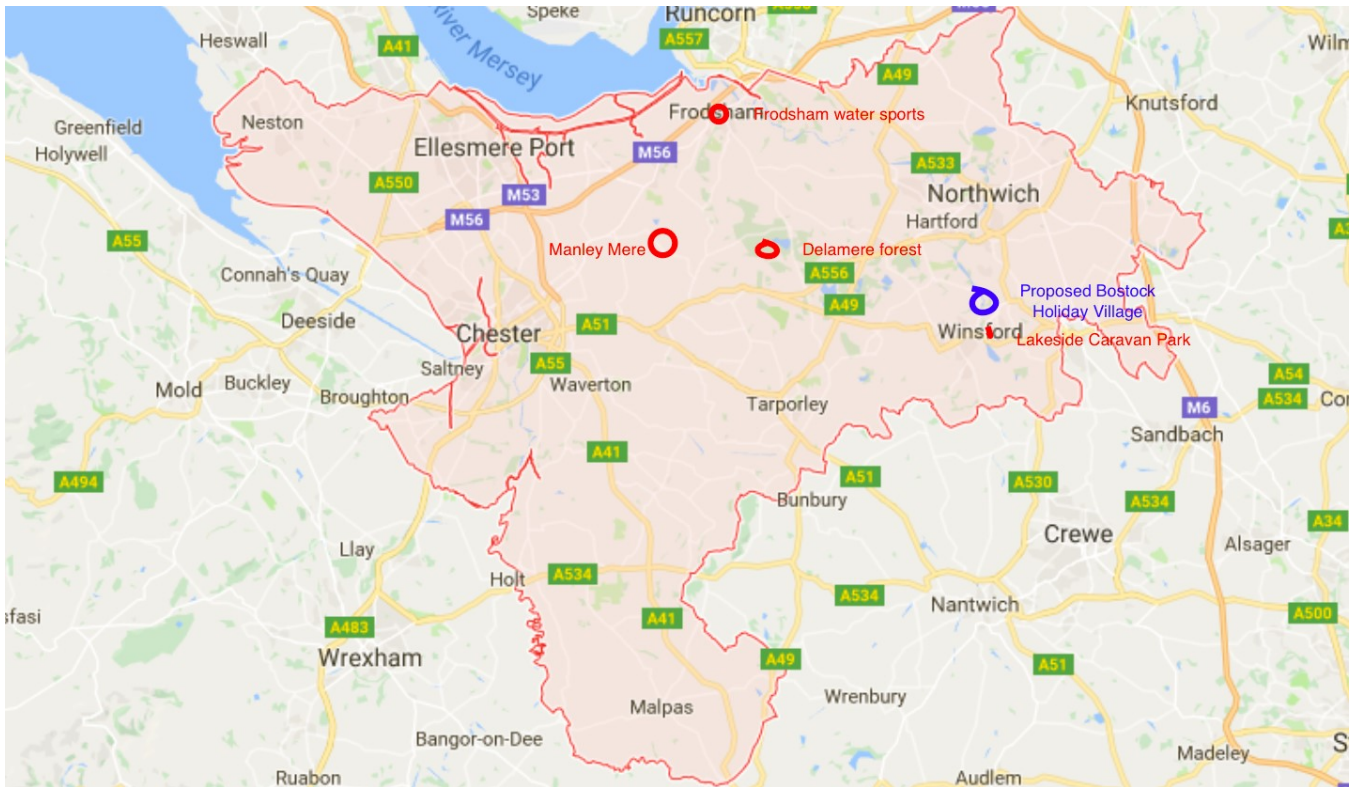 Speke
Runcorn
Heswall
A41
A557
River Mersey
A49
Knutsford
Greenfield
Neston
Frodsham
Frodsham water sports
Holywell
Ellesmere Port
M56
A533
A550
M53
Northwich
M56
Hartford
A55
Manley Mere
Delamere forest
Connah's Quay
A556
Proposed Bostock
Holiday Village
A49
Deeside
Chester
A51
Winsford
Lakeside Caravan Park
Saltney
A55
Mold
Buckley
Broughton
Waverton
Tarporley
A54
A534
M6
Sandbach
A494
A41
A51
Bunbury
A530
A534
A34
Crewe
Alsager
Llay
Holt
A534
A534
Nantwich
A500
sfasi
A483
A41
Wrexham
A49
A51
Malpas
Wrenbury
Bangor-on-Dee
Madeley
Ruabon
Audlem